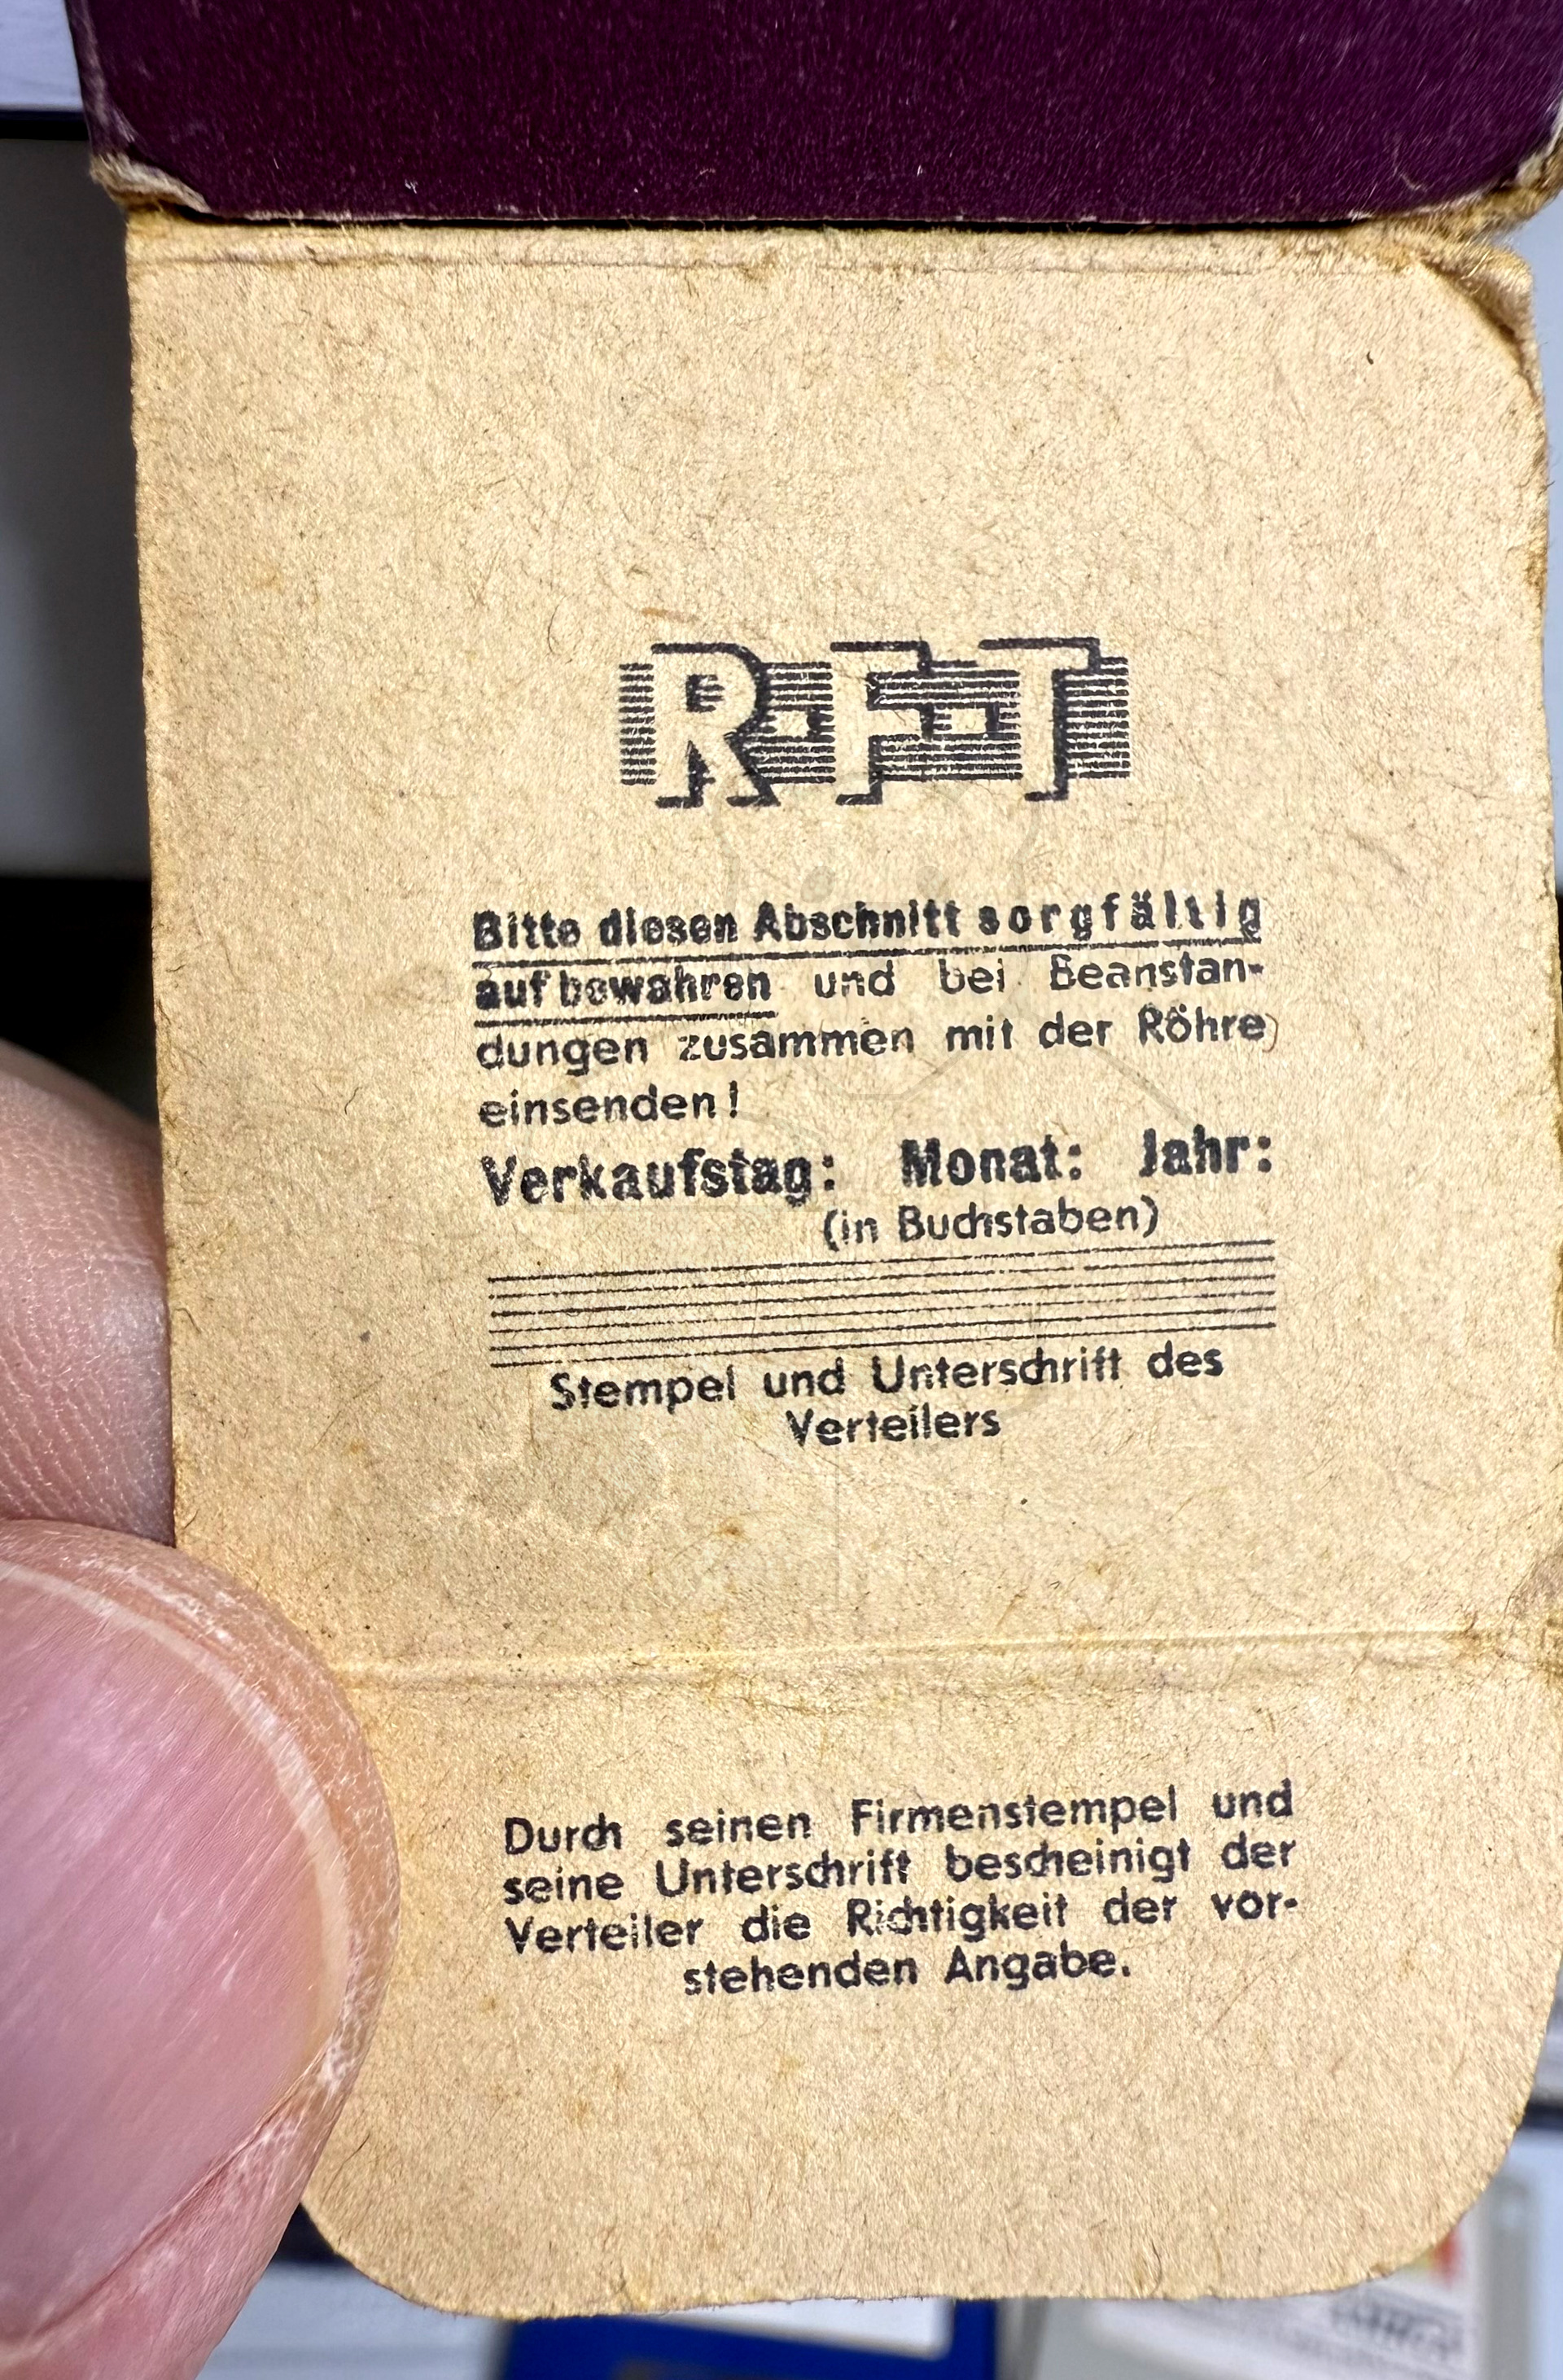 RFT
Bitte diesen Abschnitt sorgfältig
aufbewahren und bei Beanstan-
dungen zusammen mit der Röhre
einsenden!
Verkaufstag: Monat: Jahr:
(in Buchstaben)
Stempel und Unterschrift des
Verteilers
Durch seinen Firmenstempel und
seine Unterschrift bescheinigt der
Verteiler die Richtigkeit der vor-
stehenden Angabe.